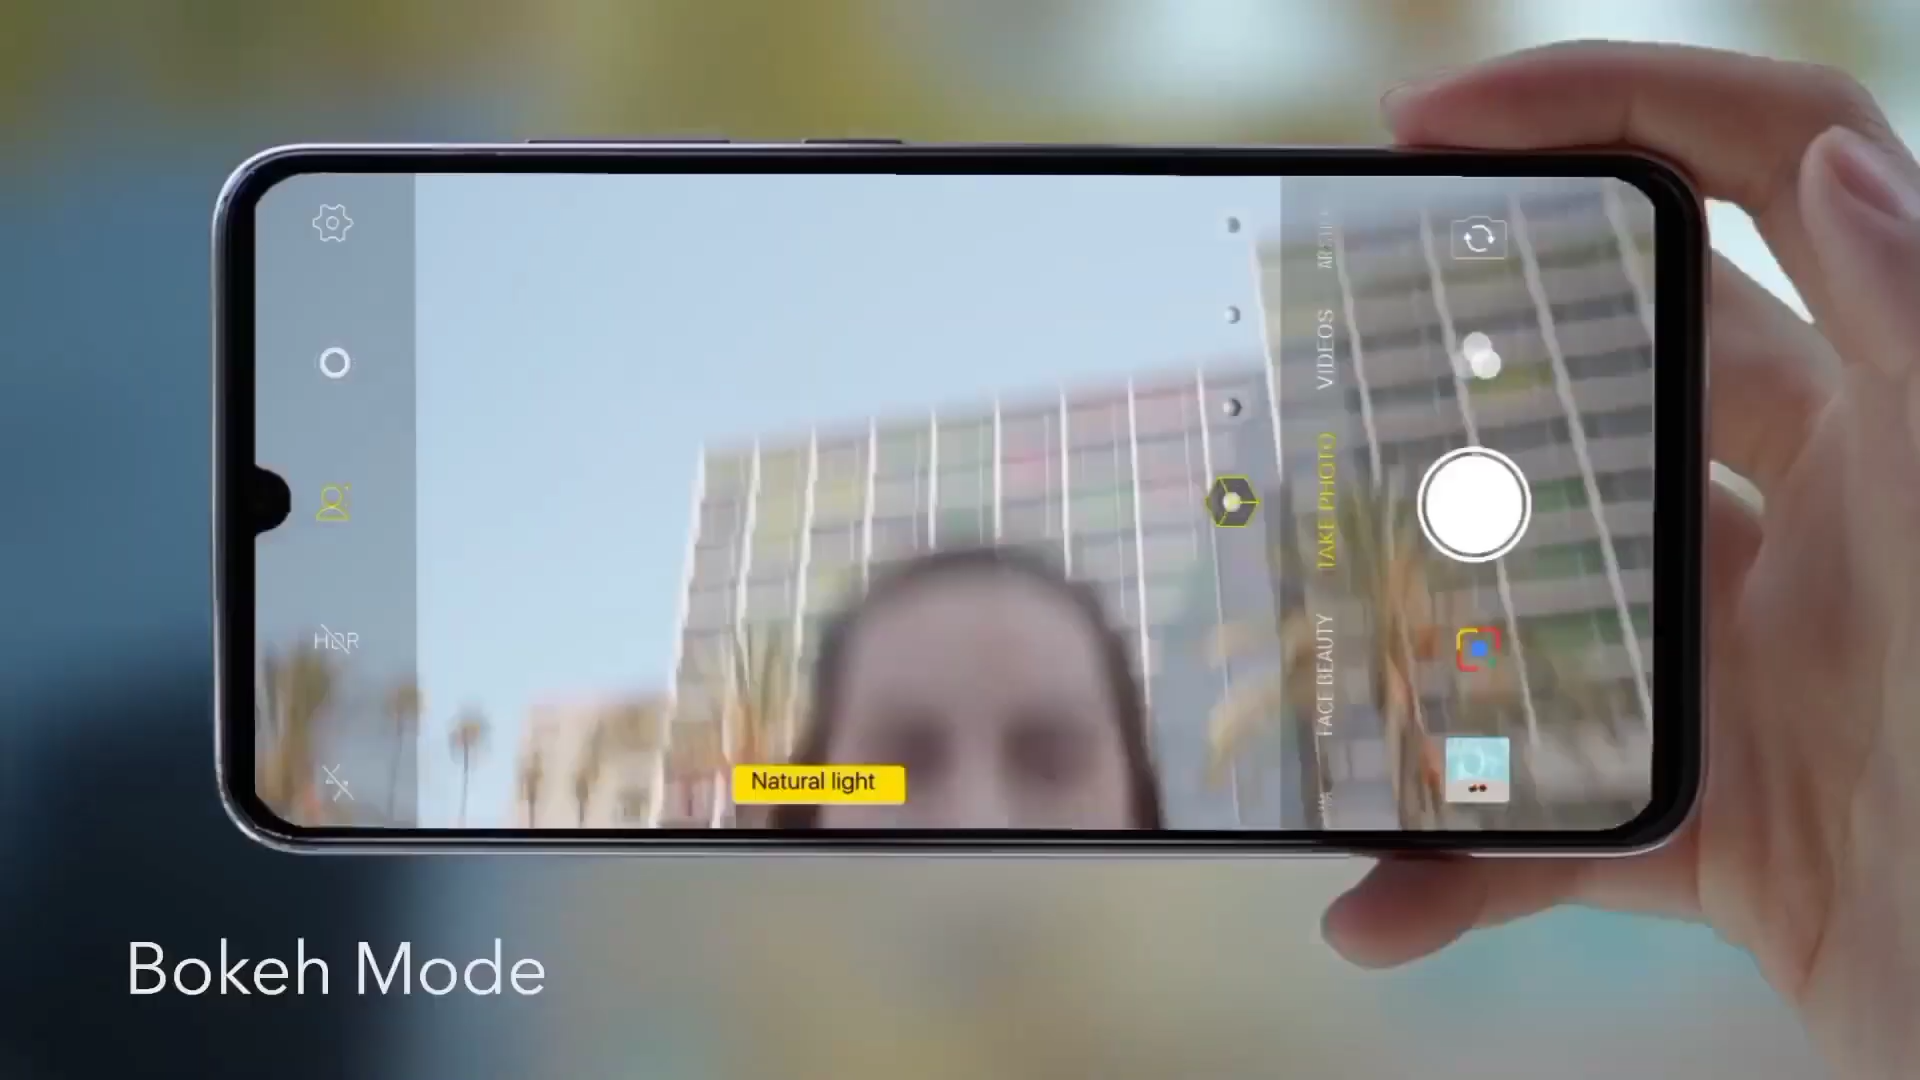 VIDEOS
TAKE PHOTO
FACE BEAUTY
HDR
Natural light
Bokeh Mode